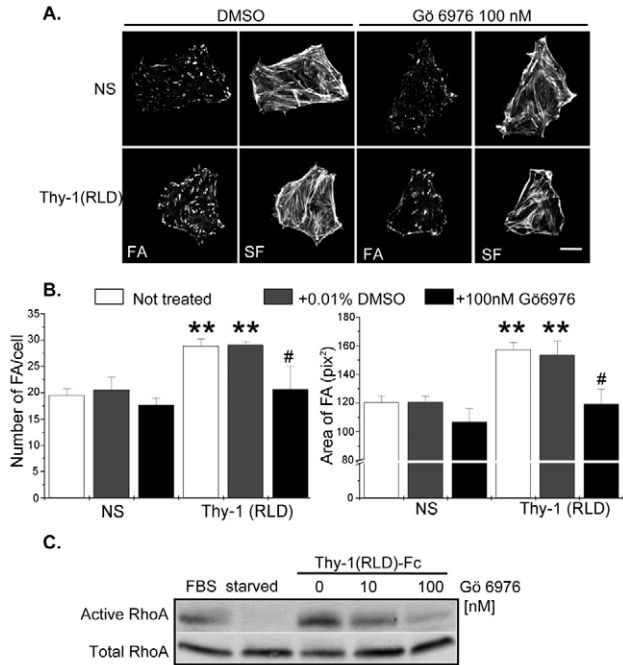 A.
DMSO
Gö 6976 100 nM
NS
Thy-1(RLD)
FA
SF
FA
SF
B.
Not treated
+0.01% DMSO
+100nM Gö6976
Number of FA/cell
35
30
25
20
15
10
5
0
**
**
#
NS
Thy-1 (RLD)
Area of FA (pix²)
160
140
120
100
80
60
0
**
**
#
NS
Thy-1 (RLD)
C.
Thy-1(RLD)-Fc
FBS starved 0 10 100 Gö 6976
[nM]
Active RhoA
Total RhoA